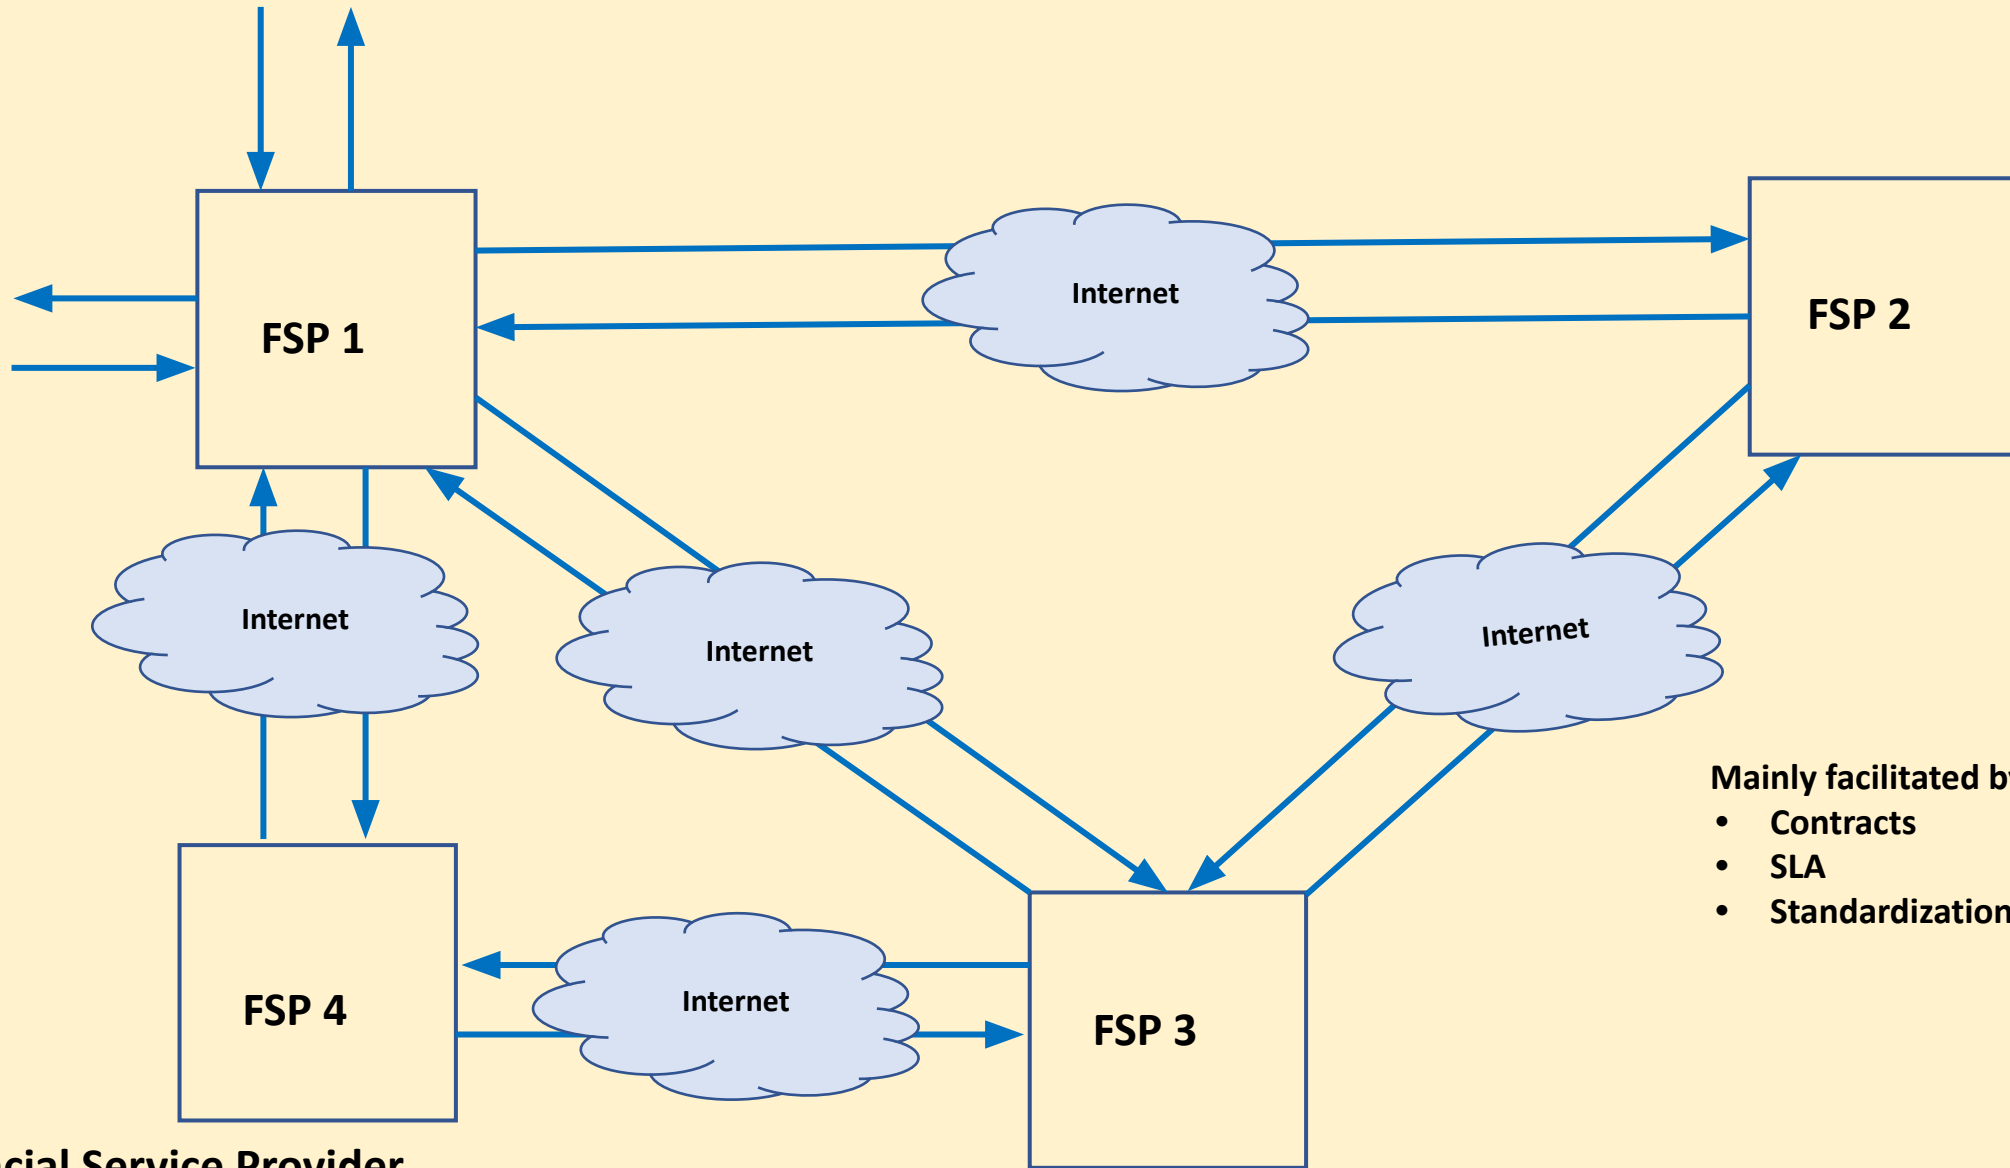 Internet
FSP 1
FSP 2
Internet
Internet
Internet
Mainly facilitated by
• Contracts
• SLA
• Standardization
Internet
FSP 4
FSP 3
Service Provider